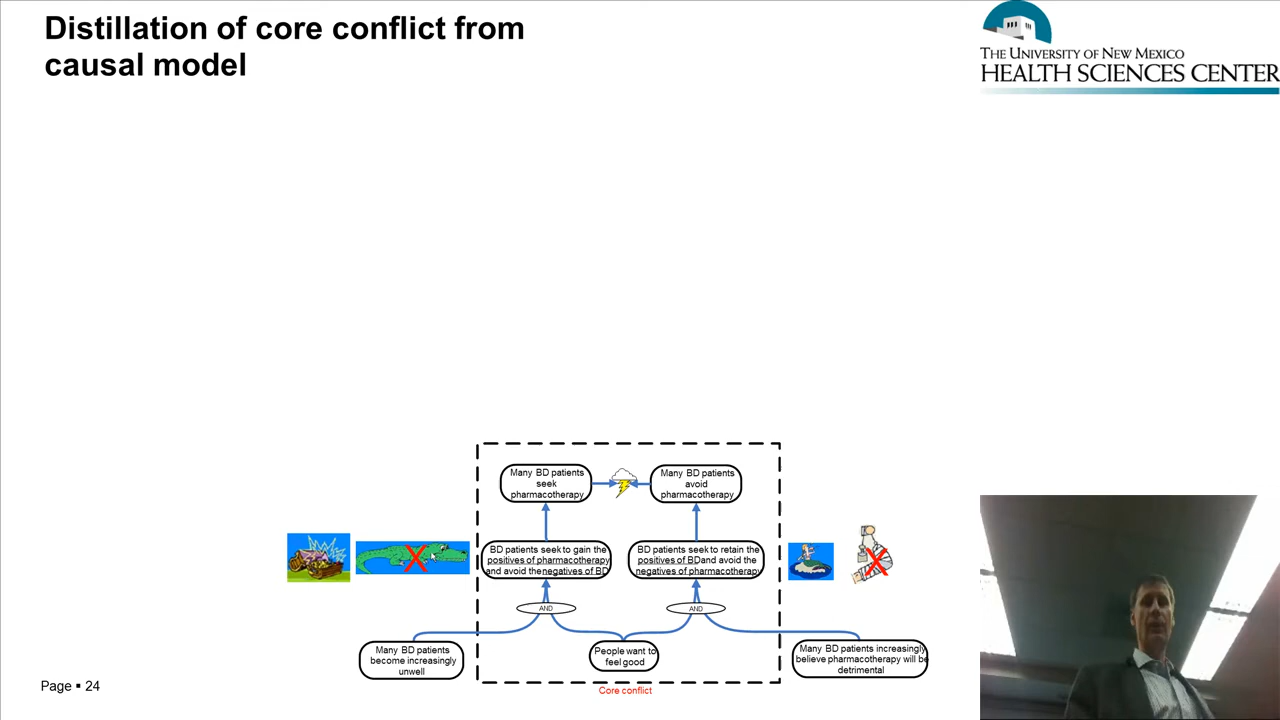 Distillation of core conflict from
causal model
THE UNIVERSITY OF NEW MEXICO
HEALTH SCIENCES CENTER
Many BD patients
seek
pharmacotherapy
Many BD patients
avoid
pharmacotherapy
BD patients seek to gain the
positives of pharmacotherapy
and avoid the negatives of BD
BD patients seek to retain the
positives of BD and avoid the
negatives of pharmacotherapy
AND
AND
Many BD patients
become increasingly
unwell
People want to
feel good
Many BD patients increasingly
believe pharmacotherapy will be
detrimental
Core conflict
Page ▪ 24